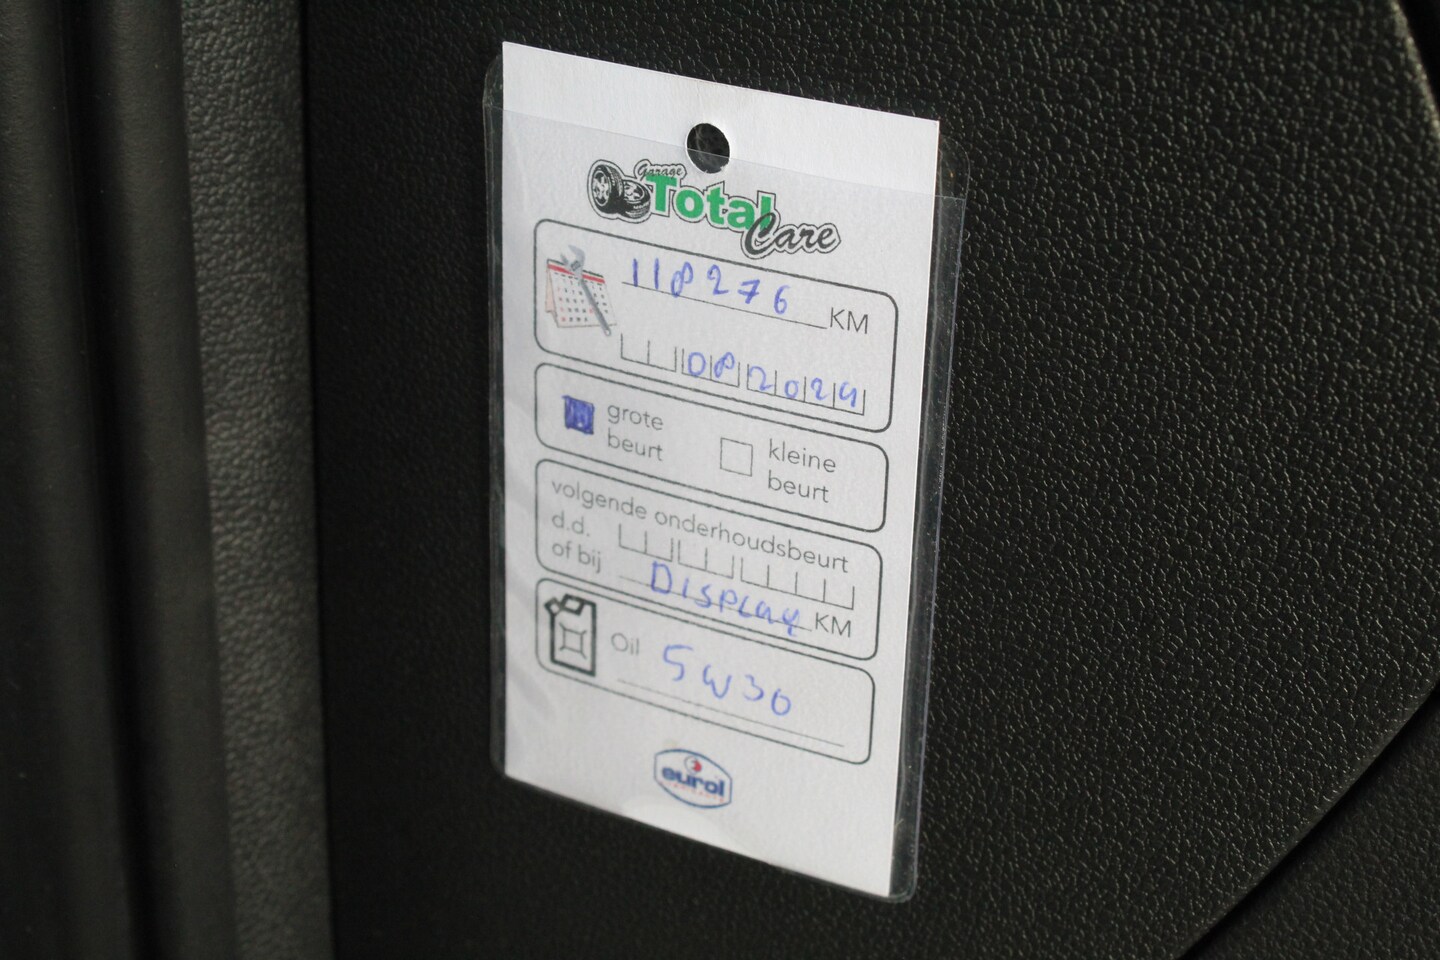 Garage
Total
Care
118276 KM
08 2024
grote beurt
kleine beurt
volgende onderhoudsbeurt
d.d.
of bij DISPLAY KM
Oil 5W30
eurol